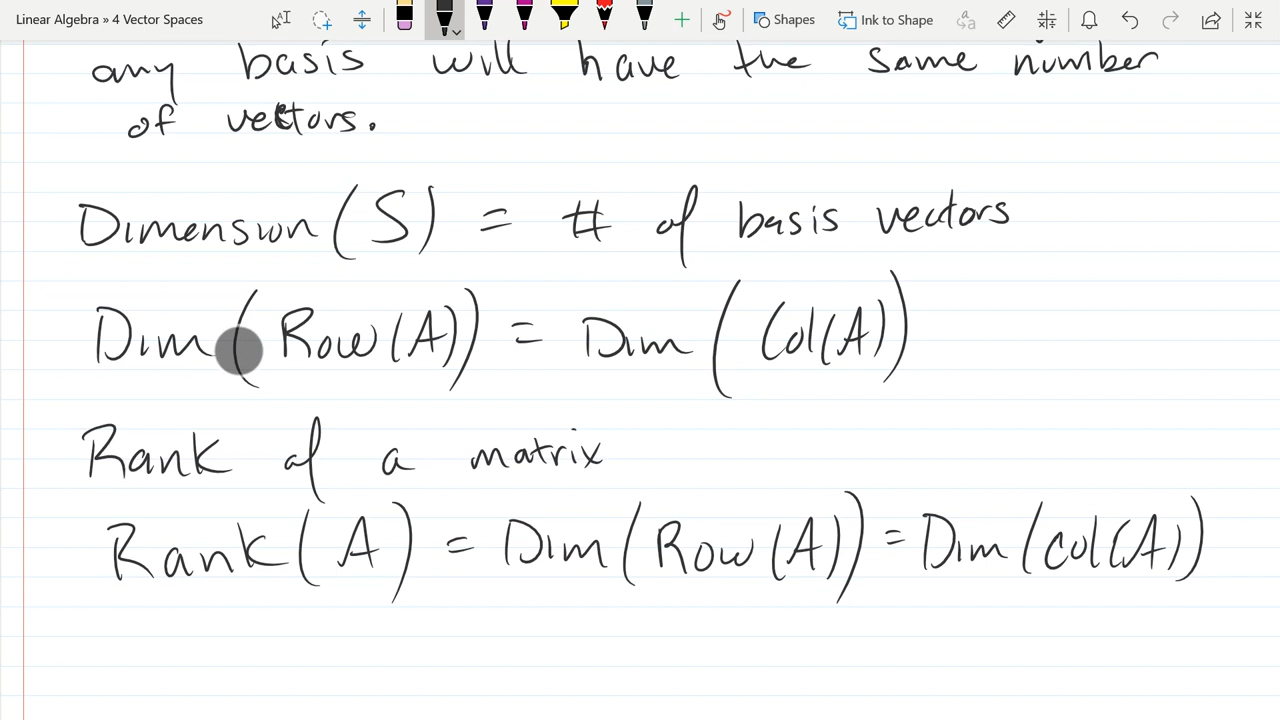 Linear Algebra » 4 Vector Spaces
Shapes
Ink to Shape
any basis will have the same number
of vectors.
Dimension(S) = # of basis vectors
Dim(Row(A)) = Dim(Col(A))
Rank of a matrix
Rank(A) = Dim(Row(A)) = Dim(Col(A))